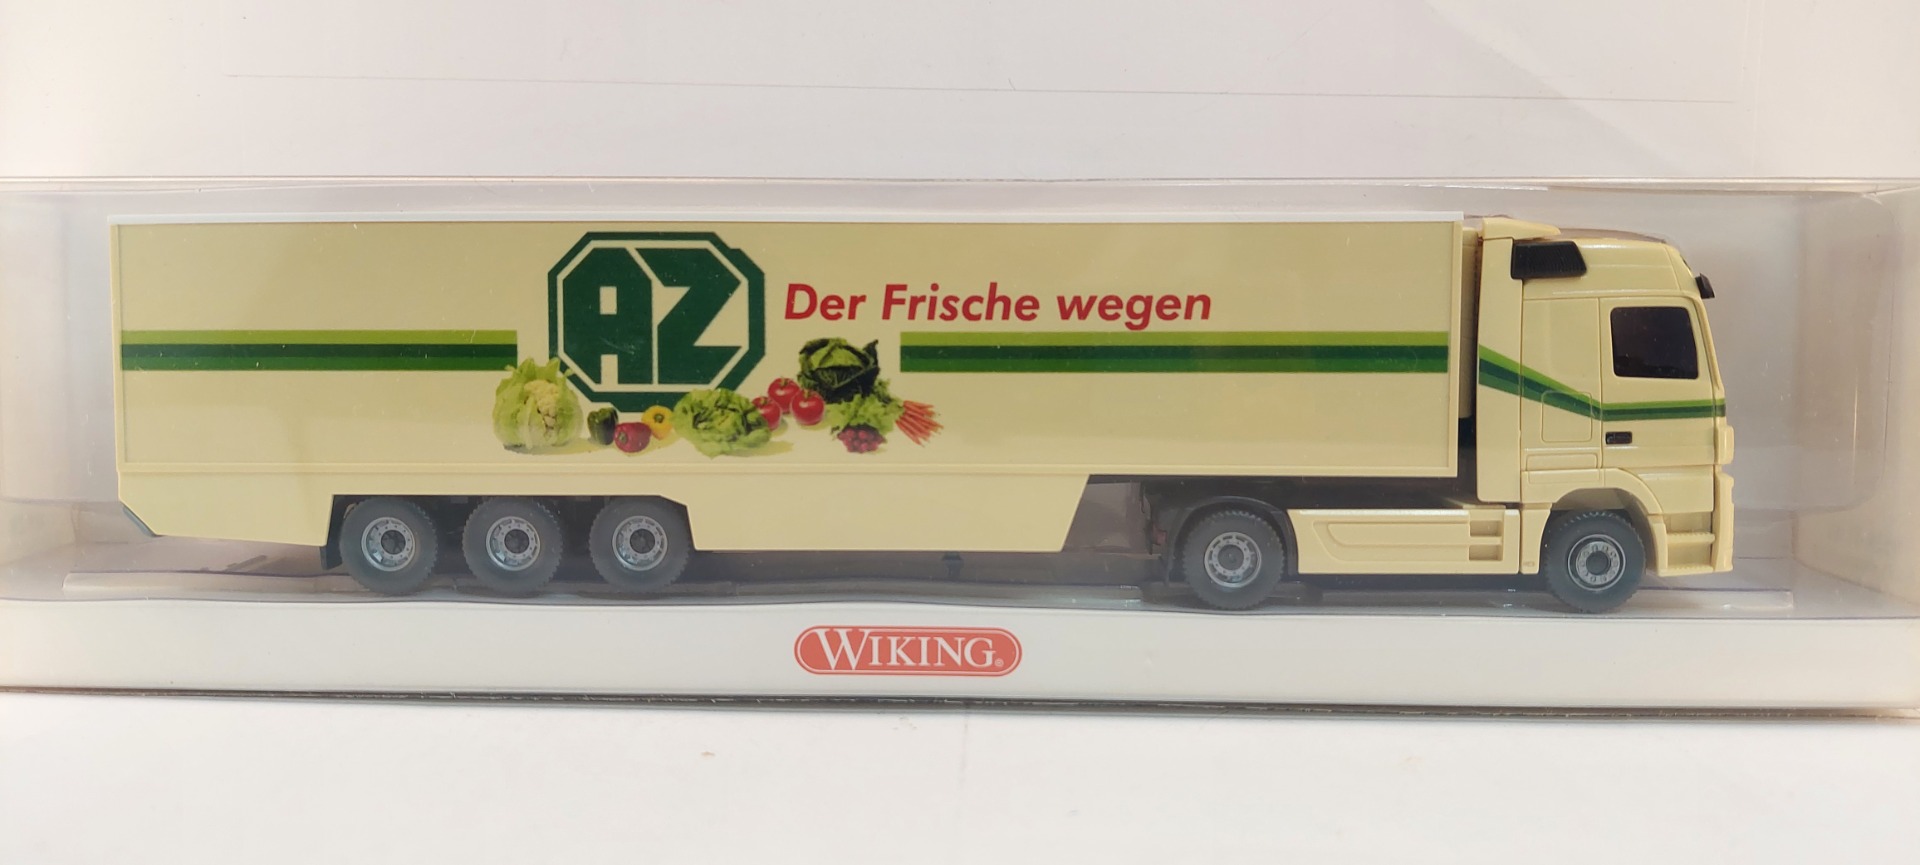 AZ
Der Frische wegen
WIKING®